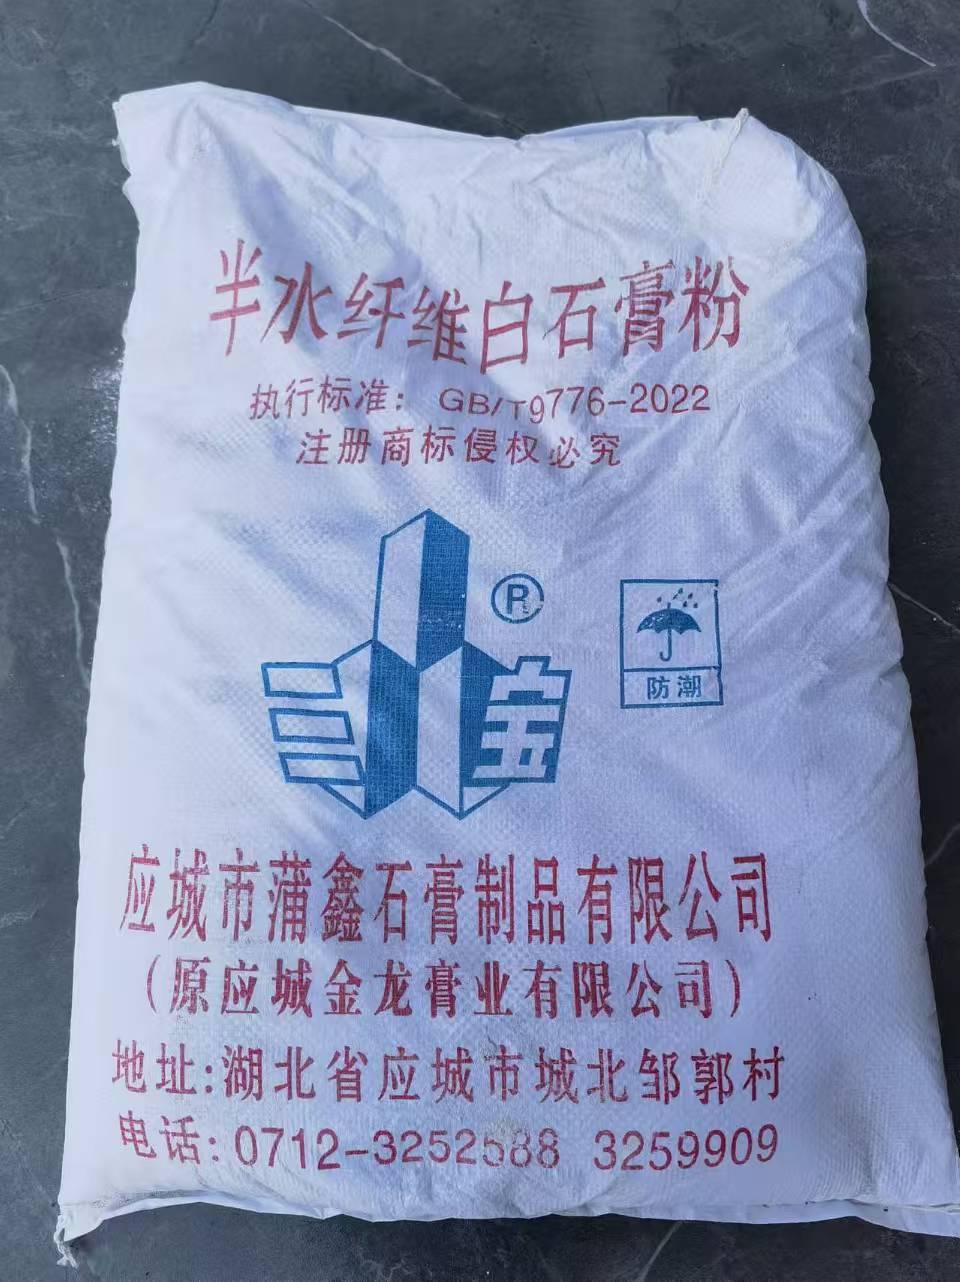 半水纤维白石膏粉
执行标准：GB/T9776-2022
注册商标侵权必究
三宝
®
防潮
应城市蒲鑫石膏制品有限公司
（原应城金龙膏业有限公司）
地址:湖北省应城市城北邹郭村
电话:0712-3252588 3259909